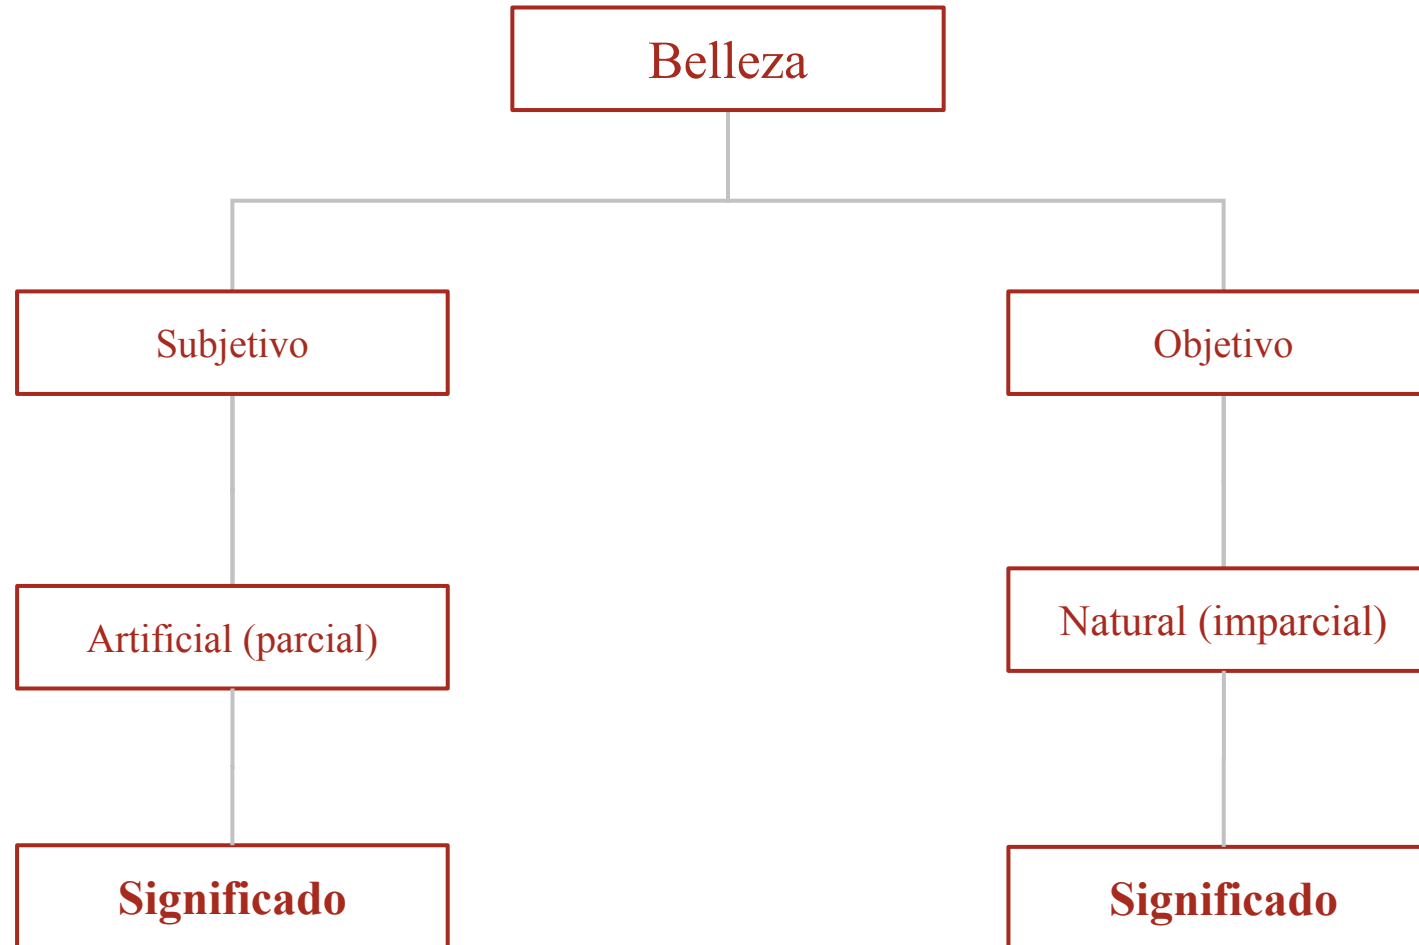 Belleza
Subjetivo
Objetivo
Artificial (parcial)
Natural (imparcial)
Significado
Significado